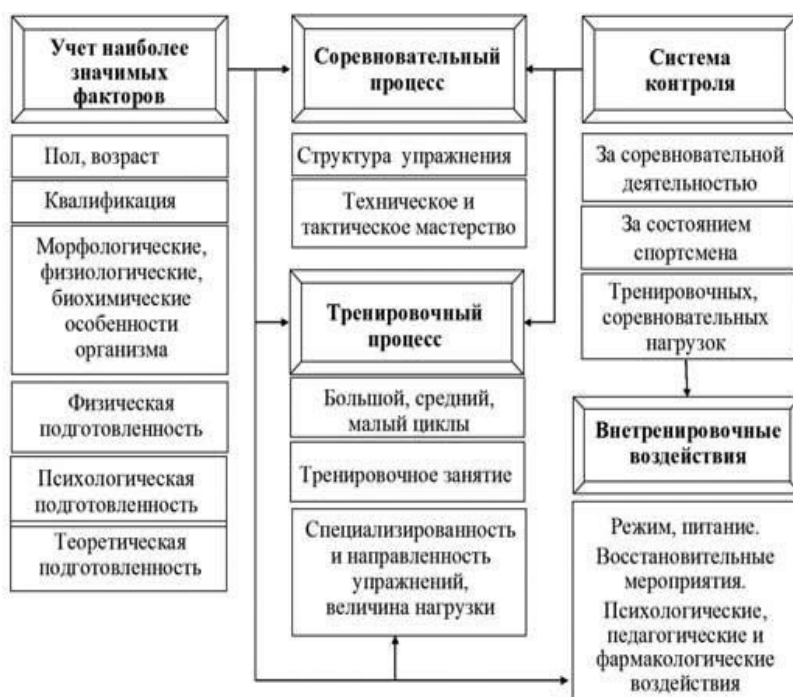 Учет наиболее
значимых
факторов
Пол, возраст
Квалификация
Морфологические,
физиологические,
биохимические
особенности
организма
Физическая
подготовленность
Психологическая
подготовленность
Теоретическая
подготовленность
Соревновательный
процесс
Структура упражнения
Техническое и
тактическое мастерство
Тренировочный
процесс
Большой, средний,
малый циклы
Тренировочное занятие
Специализированность
и направленность
упражнений,
величина нагрузки
Система
контроля
За соревновательной
деятельностью
За состоянием
спортсмена
Тренировочных,
соревновательных
нагрузок
Внетренировочные
воздействия
Режим, питание.
Восстановительные
мероприятия.
Психологические,
педагогические и
фармакологические
воздействия